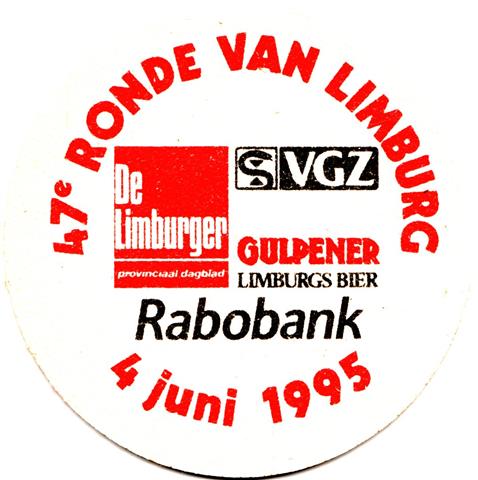 47e RONDE VAN LIMBURG
De
Limburger
provinciaal dagblad
S VGZ
GULPENER
LIMBURGS BIER
Rabobank
4 juni 1995